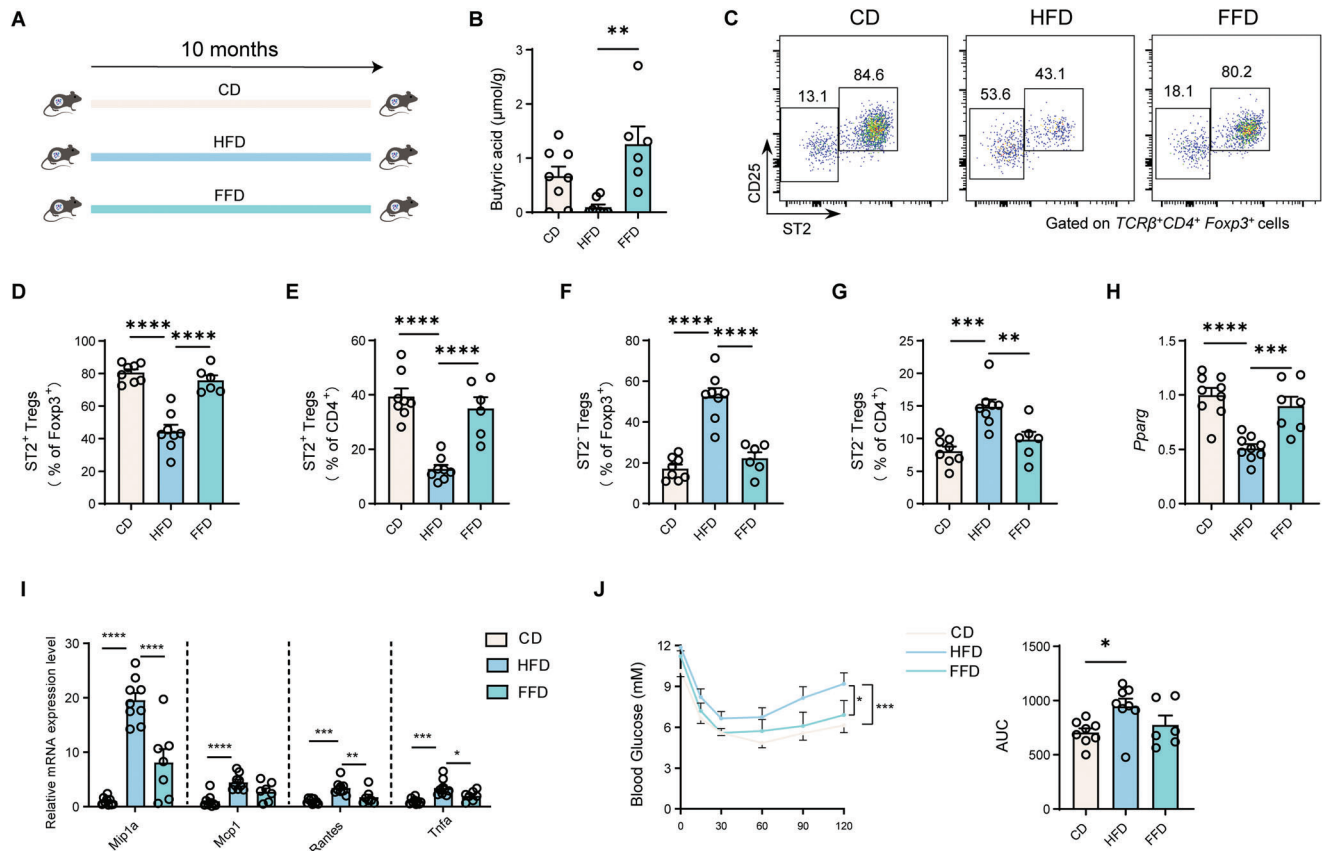 A
10 months
CD
HFD
FFD
B
**
Butyric acid (μmol/g)
3
2
1
0
CD
HFD
FFD
C
CD
HFD
FFD
13.1
84.6
53.6
43.1
18.1
80.2
CD25
ST2
Gated on TCRβ+CD4+ Foxp3+ cells
D
**** ****
ST2+ Tregs
( % of Foxp3+)
100
80
60
40
20
0
CD
HFD
FFD
E
****
****
ST2+ Tregs
( % of CD4+)
60
40
20
0
CD
HFD
FFD
F
**** ****
ST2- Tregs
( % of Foxp3+)
80
60
40
20
0
CD
HFD
FFD
G
***
**
ST2- Tregs
( % of CD4+)
25
20
15
10
5
0
CD
HFD
FFD
H
****
***
Pparg
1.5
1.0
0.5
0.0
CD
HFD
FFD
I
Relative mRNA expression level
30
20
10
0
**** ****
****
*** **
*** *
Mip1a
Mcp1
Rantes
Tnfa
CD
HFD
FFD
J
Blood Glucose (mM)
12
9
6
3
0
0 30 60 90 120
CD
HFD
FFD
*
***
AUC
1500
1000
500
0
*
CD
HFD
FFD